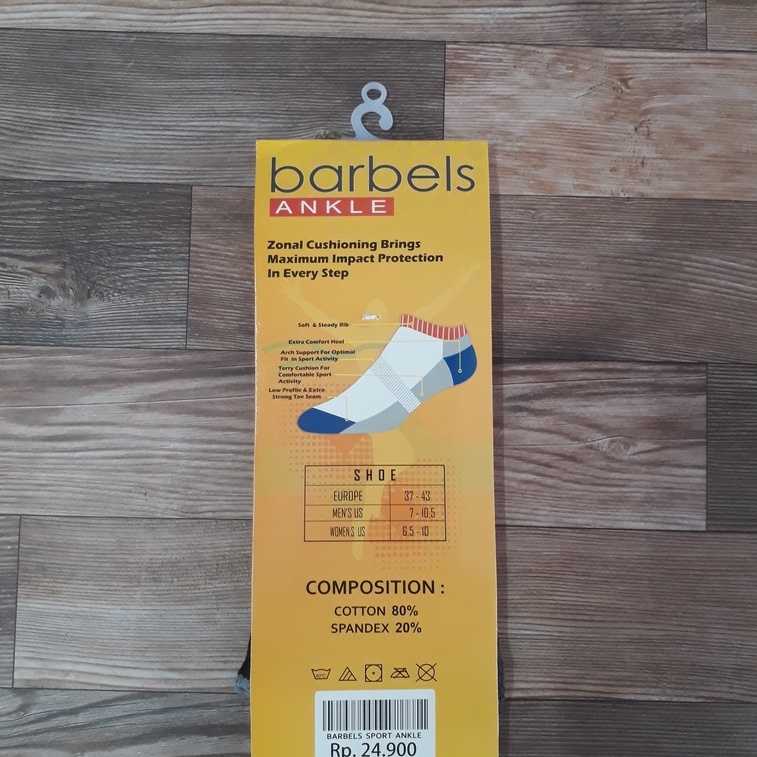 barbels
ANKLE
Zonal Cushioning Brings
Maximum Impact Protection
In Every Step
Soft & Steady Rib
Extra Comfort Heel
Arch Support For Optimal
Fit in Sport Activity
Terry Cushion For
Comfortable Sport
Activity
Low Profile & Extra
Strong Toe Seam
SHOE
EUROPE 37 - 43
MEN'S US 7 - 10,5
WOMEN,S US 6,5 - 10
COMPOSITION :
COTTON 80%
SPANDEX 20%
BARBELS SPORT ANKLE
Rp. 24.900